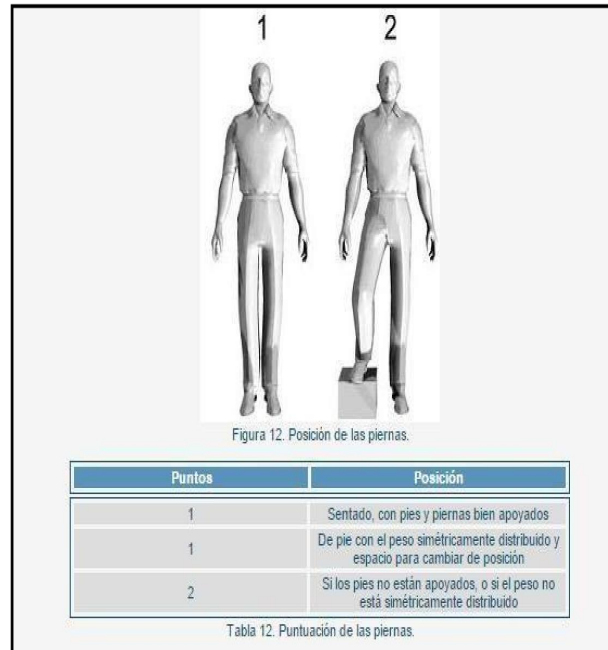 1 2
Figura 12. Posición de las piernas.
Puntos Posición
1 Sentado, con pies y piernas bien apoyados
1 De pie con el peso simétricamente distribuido y
espacio para cambiar de posición
2 Si los pies no están apoyados, o si el peso no
está simétricamente distribuido
Tabla 12. Puntuación de las piernas.